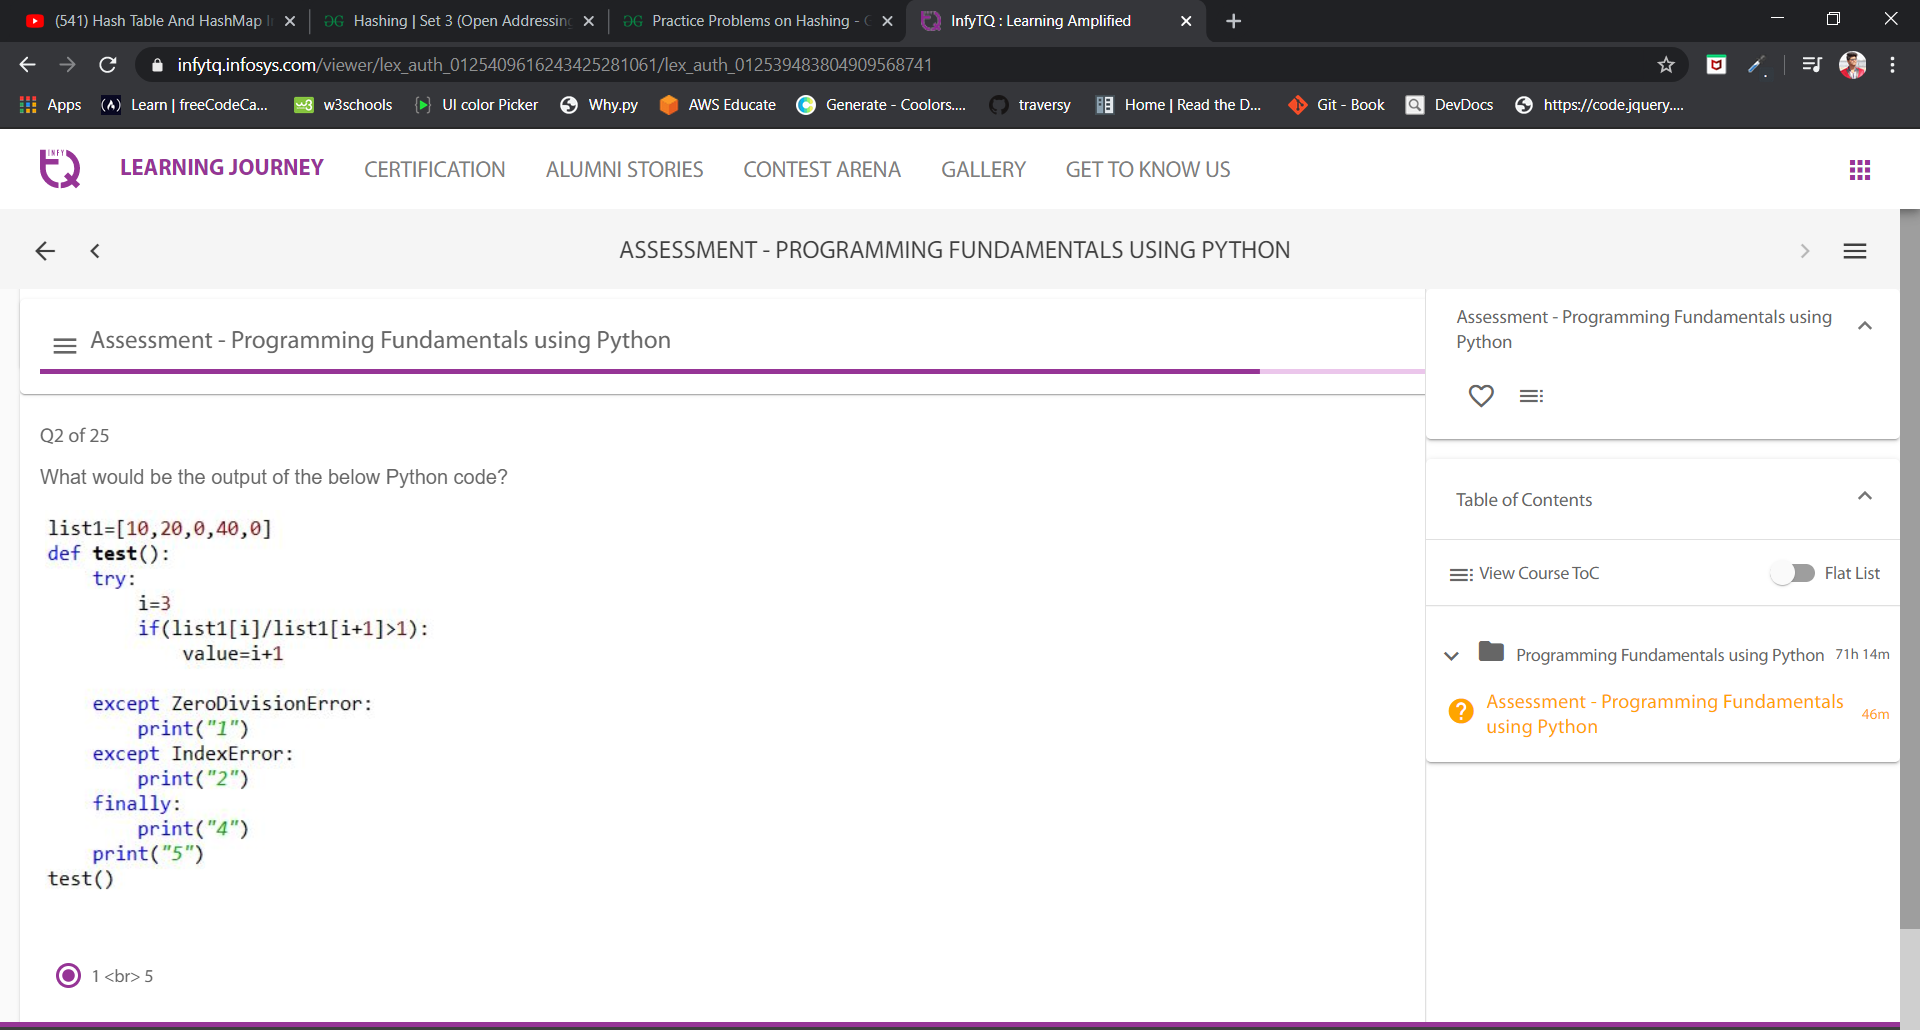 (541) Hash Table And HashMap I
Hashing | Set 3 (Open Addressing
Practice Problems on Hashing - G
InfyTQ : Learning Amplified
infytq.infosys.com/viewer/lex_auth_0125409616243425281061/lex_auth_012539483804909568741
Apps
Learn | freeCodeCa...
w3schools
UI color Picker
Why.py
AWS Educate
Generate - Coolors....
traversy
Home | Read the D...
Git - Book
DevDocs
https://code.jquery....
INFY TQ
LEARNING JOURNEY
CERTIFICATION
ALUMNI STORIES
CONTEST ARENA
GALLERY
GET TO KNOW US
ASSESSMENT - PROGRAMMING FUNDAMENTALS USING PYTHON
Assessment - Programming Fundamentals using Python
Q2 of 25
What would be the output of the below Python code?
list1=[10,20,0,40,0]
def test():
    try:
        i=3
        if(list1[i]/list1[i+1]>1):
            value=i+1
    except ZeroDivisionError:
        print("1")
    except IndexError:
        print("2")
    finally:
        print("4")
    print("5")
test()
1 <br> 5
Assessment - Programming Fundamentals using
Python
Table of Contents
View Course ToC
Flat List
Programming Fundamentals using Python 71h 14m
Assessment - Programming Fundamentals
using Python
46m